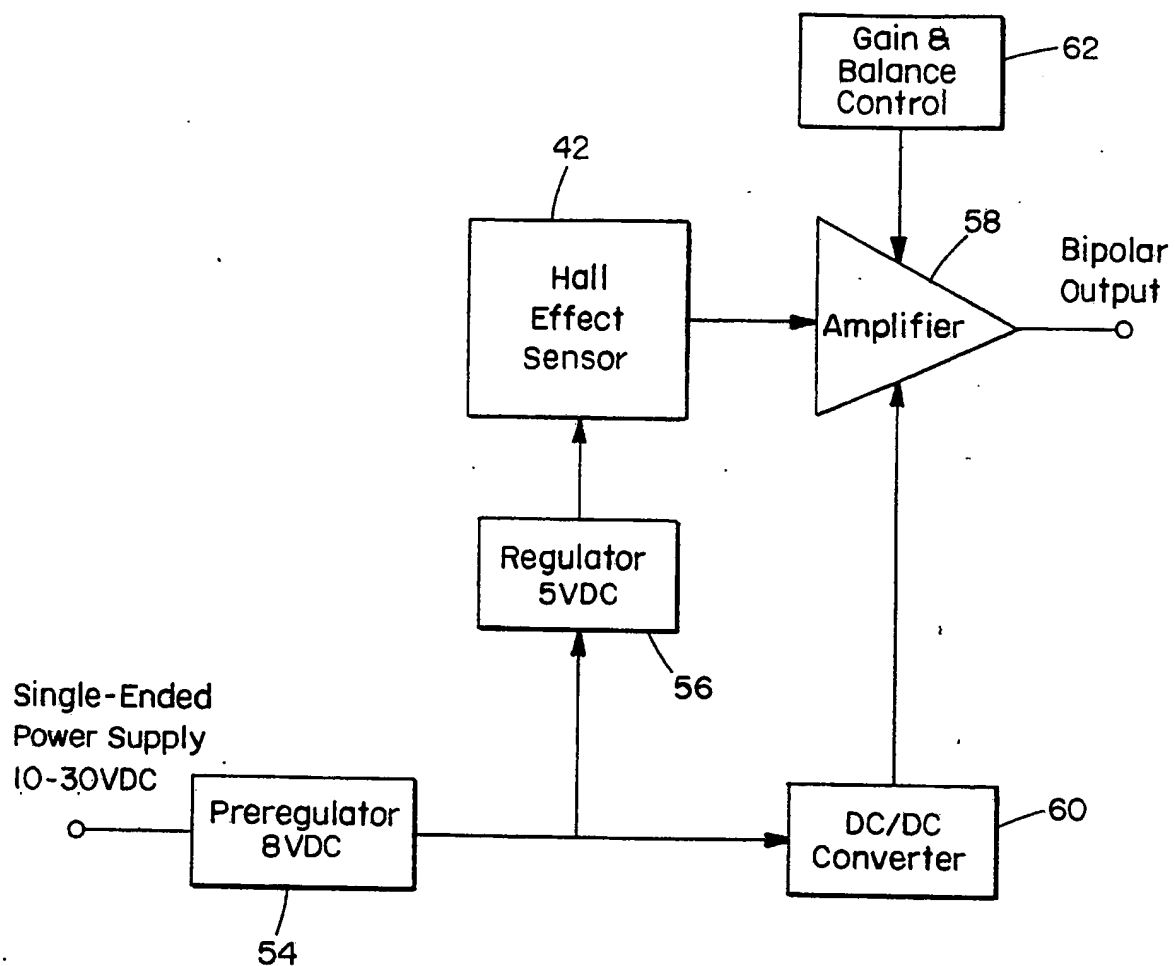 Gain &
Balance
Control
62
42
Hall
Effect
Sensor
58
Amplifier
Bipolar
Output
Regulator
5VDC
56
Single-Ended
Power Supply
10-30VDC
Preregulator
8VDC
54
DC/DC
Converter
60